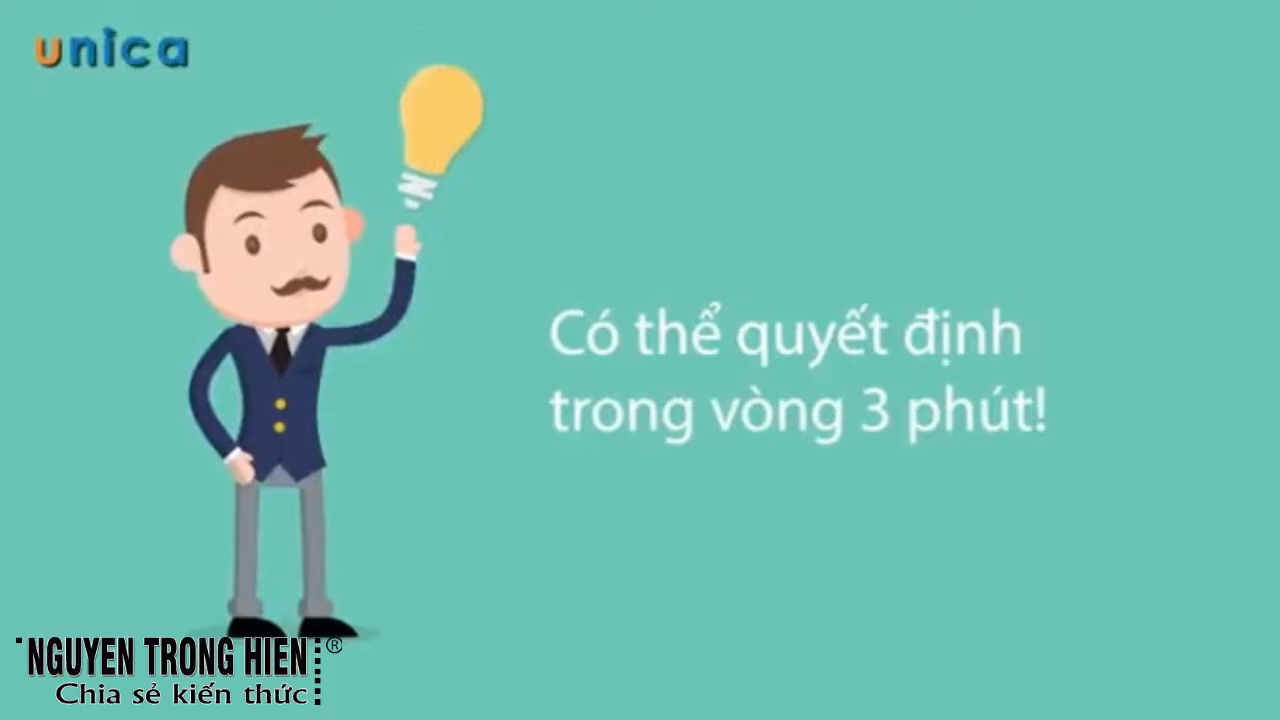 unica
Có thể quyết định
trong vòng 3 phút!
NGUYEN TRONG HIEN ®
Chia sẻ kiến thức